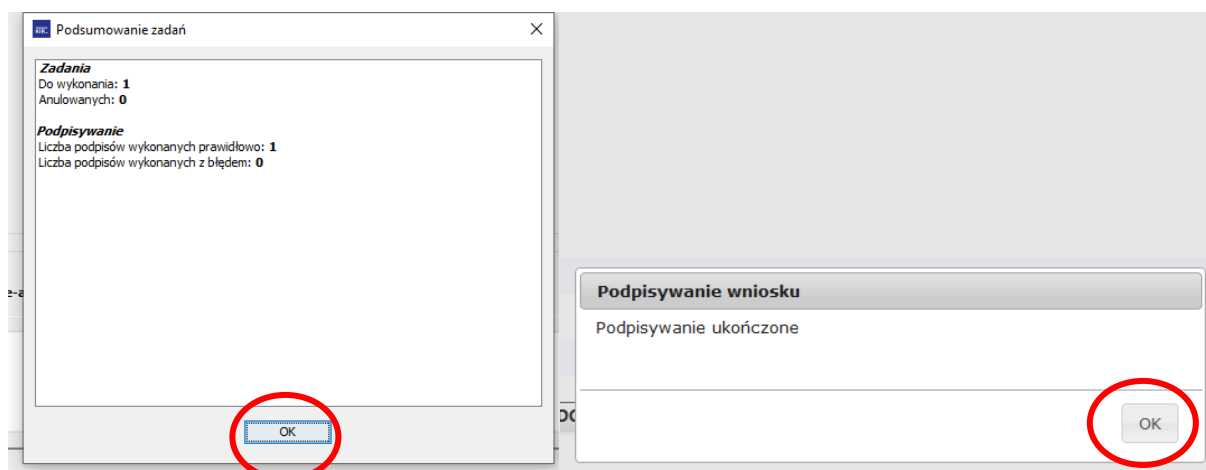 Podsumowanie zadań
Zadania
Do wykonania: 1
Anulowanych: 0
Podpisywanie
Liczba podpisów wykonanych prawidłowo: 1
Liczba podpisów wykonanych z błędem: 0
OK
Podpisywanie wniosku
Podpisywanie ukończone
OK